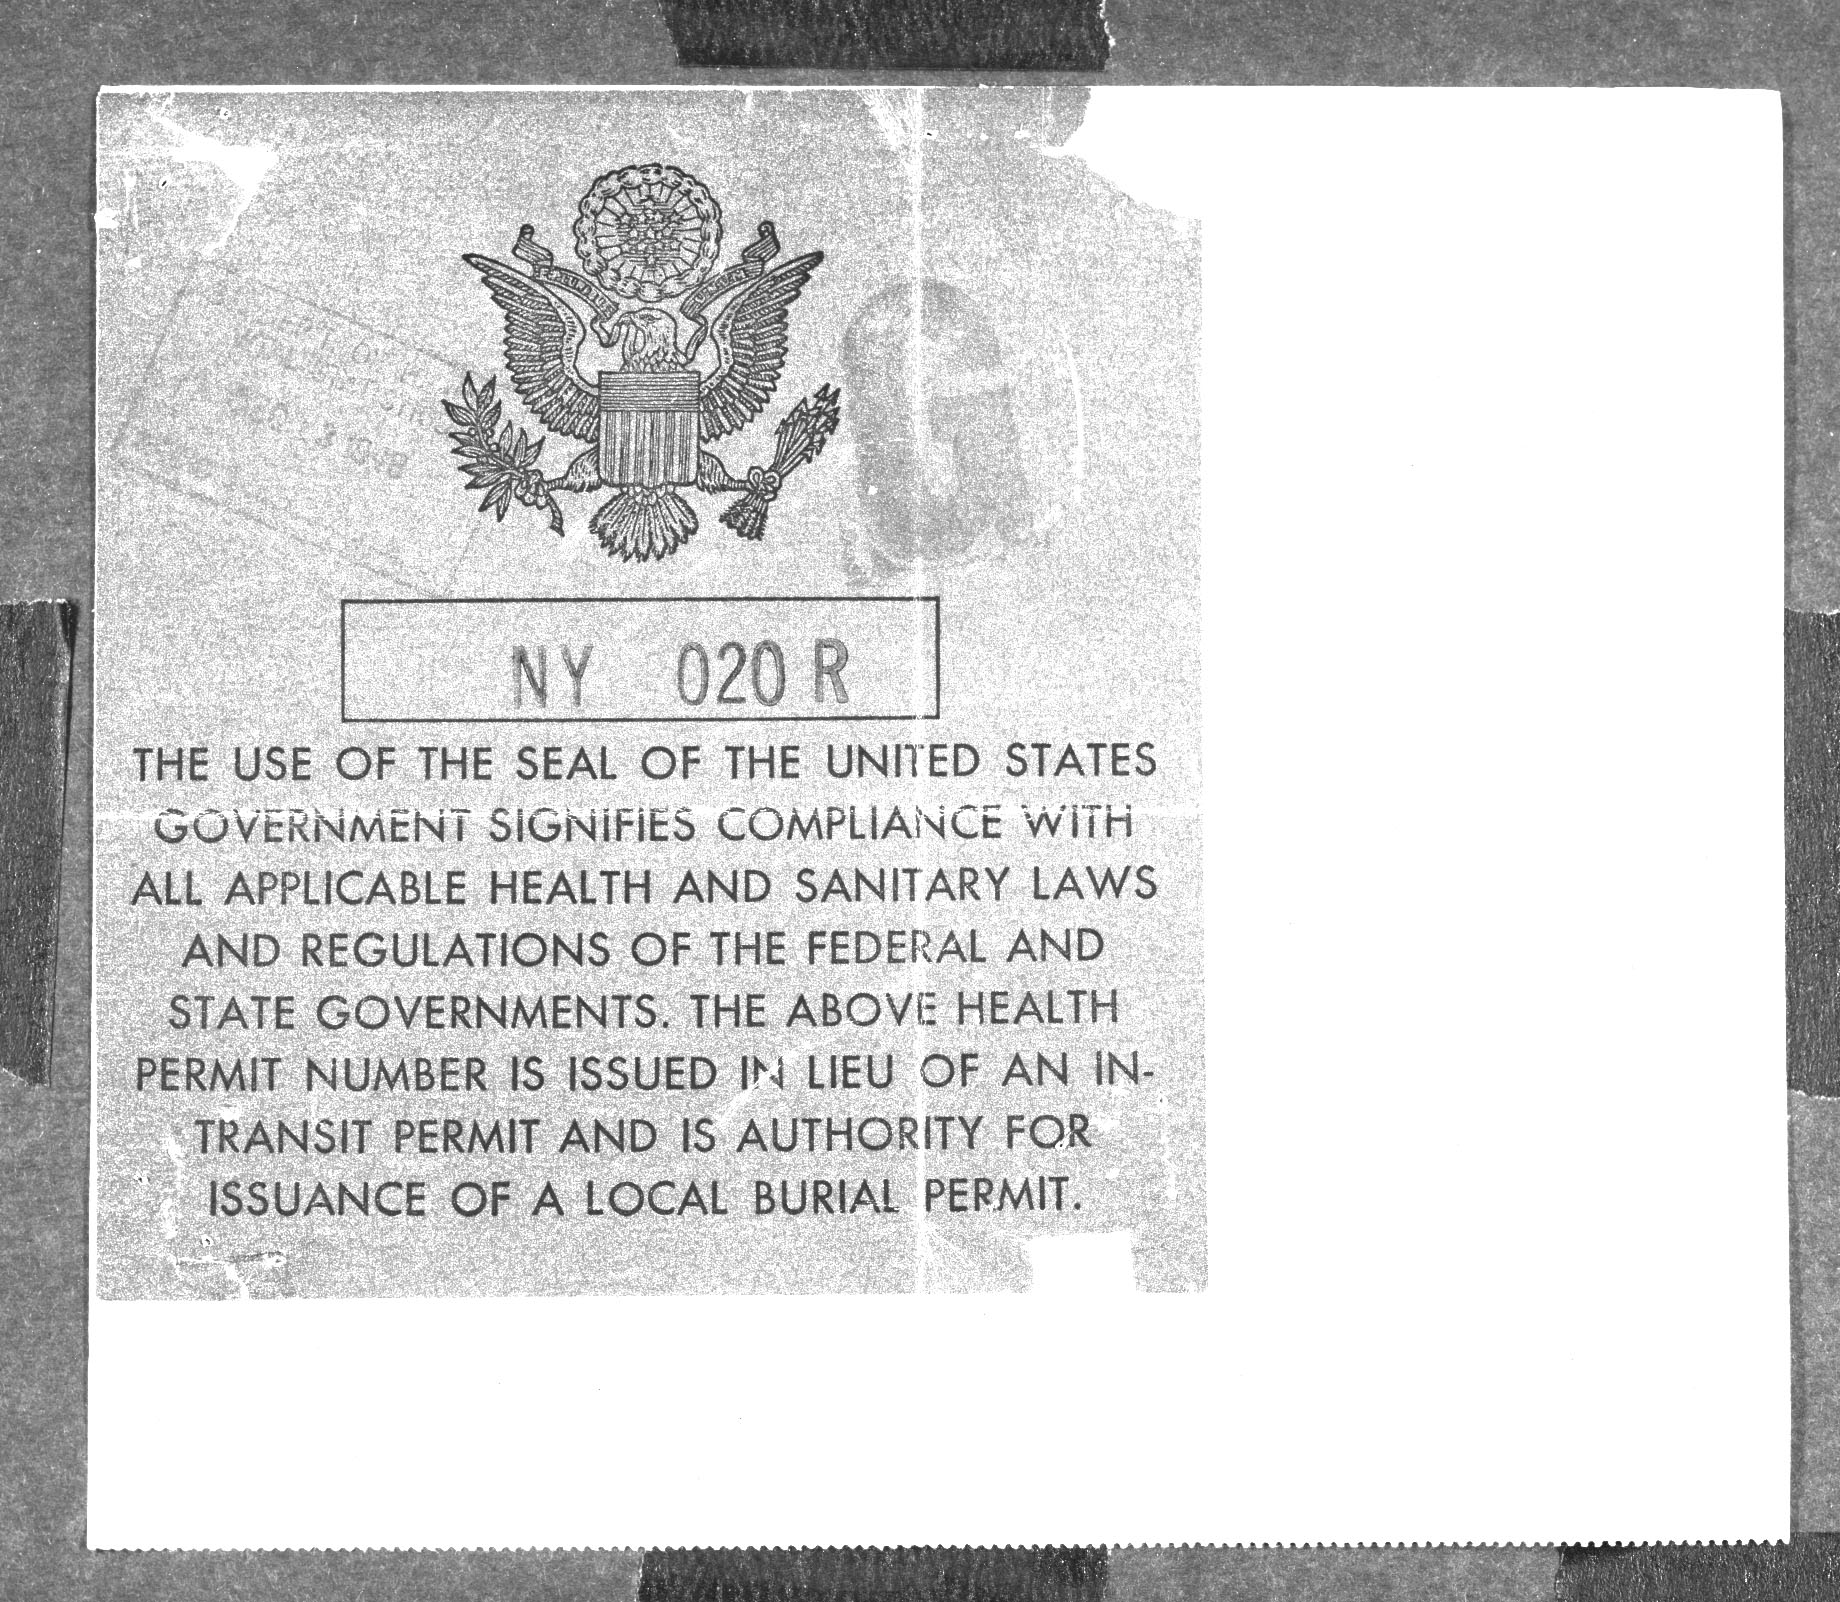 NY 020 R
THE USE OF THE SEAL OF THE UNITED STATES
GOVERNMENT SIGNIFIES COMPLIANCE WITH
ALL APPLICABLE HEALTH AND SANITARY LAWS
AND REGULATIONS OF THE FEDERAL AND
STATE GOVERNMENTS. THE ABOVE HEALTH
PERMIT NUMBER IS ISSUED IN LIEU OF AN IN-
TRANSIT PERMIT AND IS AUTHORITY FOR
ISSUANCE OF A LOCAL BURIAL PERMIT.